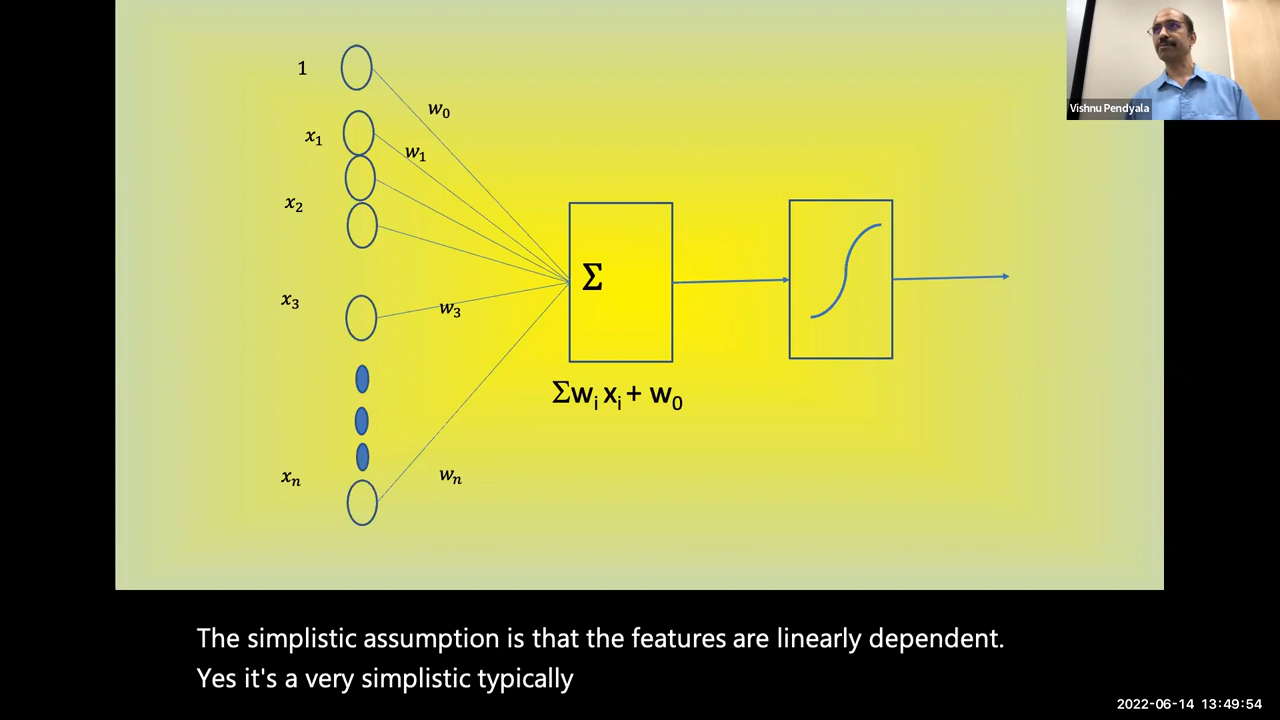 1
w₀
x₁
w₁
x₂
Σ
x₃
w₃
Σwᵢ xᵢ + w₀
xₙ
wₙ
Vishnu Pendyala
The simplistic assumption is that the features are linearly dependent.
Yes it's a very simplistic typically
2022-06-14 13:49:54